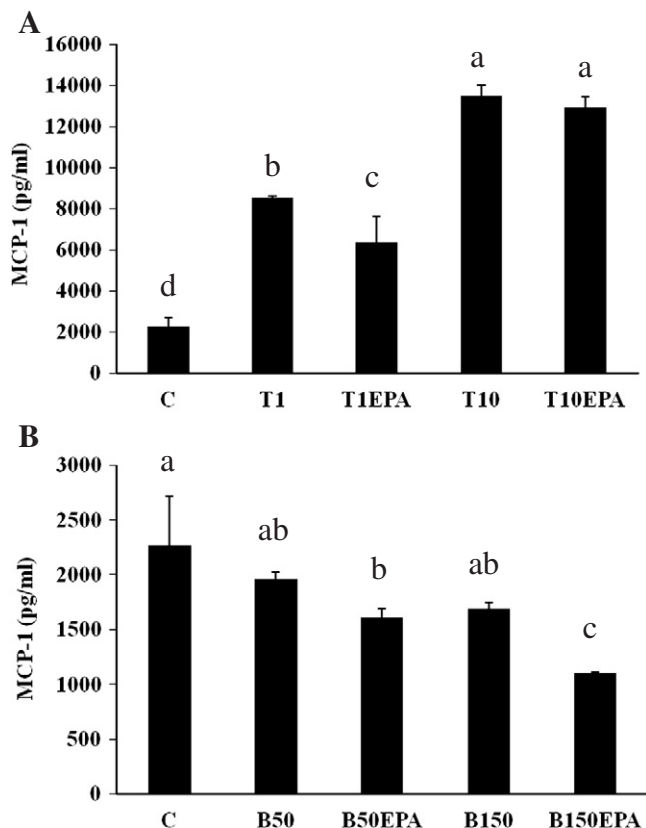 A
16000
14000
12000
10000
8000
6000
4000
2000
0
MCP-1 (pg/ml)
d
b
c
a
a
C T1 T1EPA T10 T10EPA
B
3000
2500
2000
1500
1000
500
0
MCP-1 (pg/ml)
a
ab
b
ab
c
C B50 B50EPA B150 B150EPA